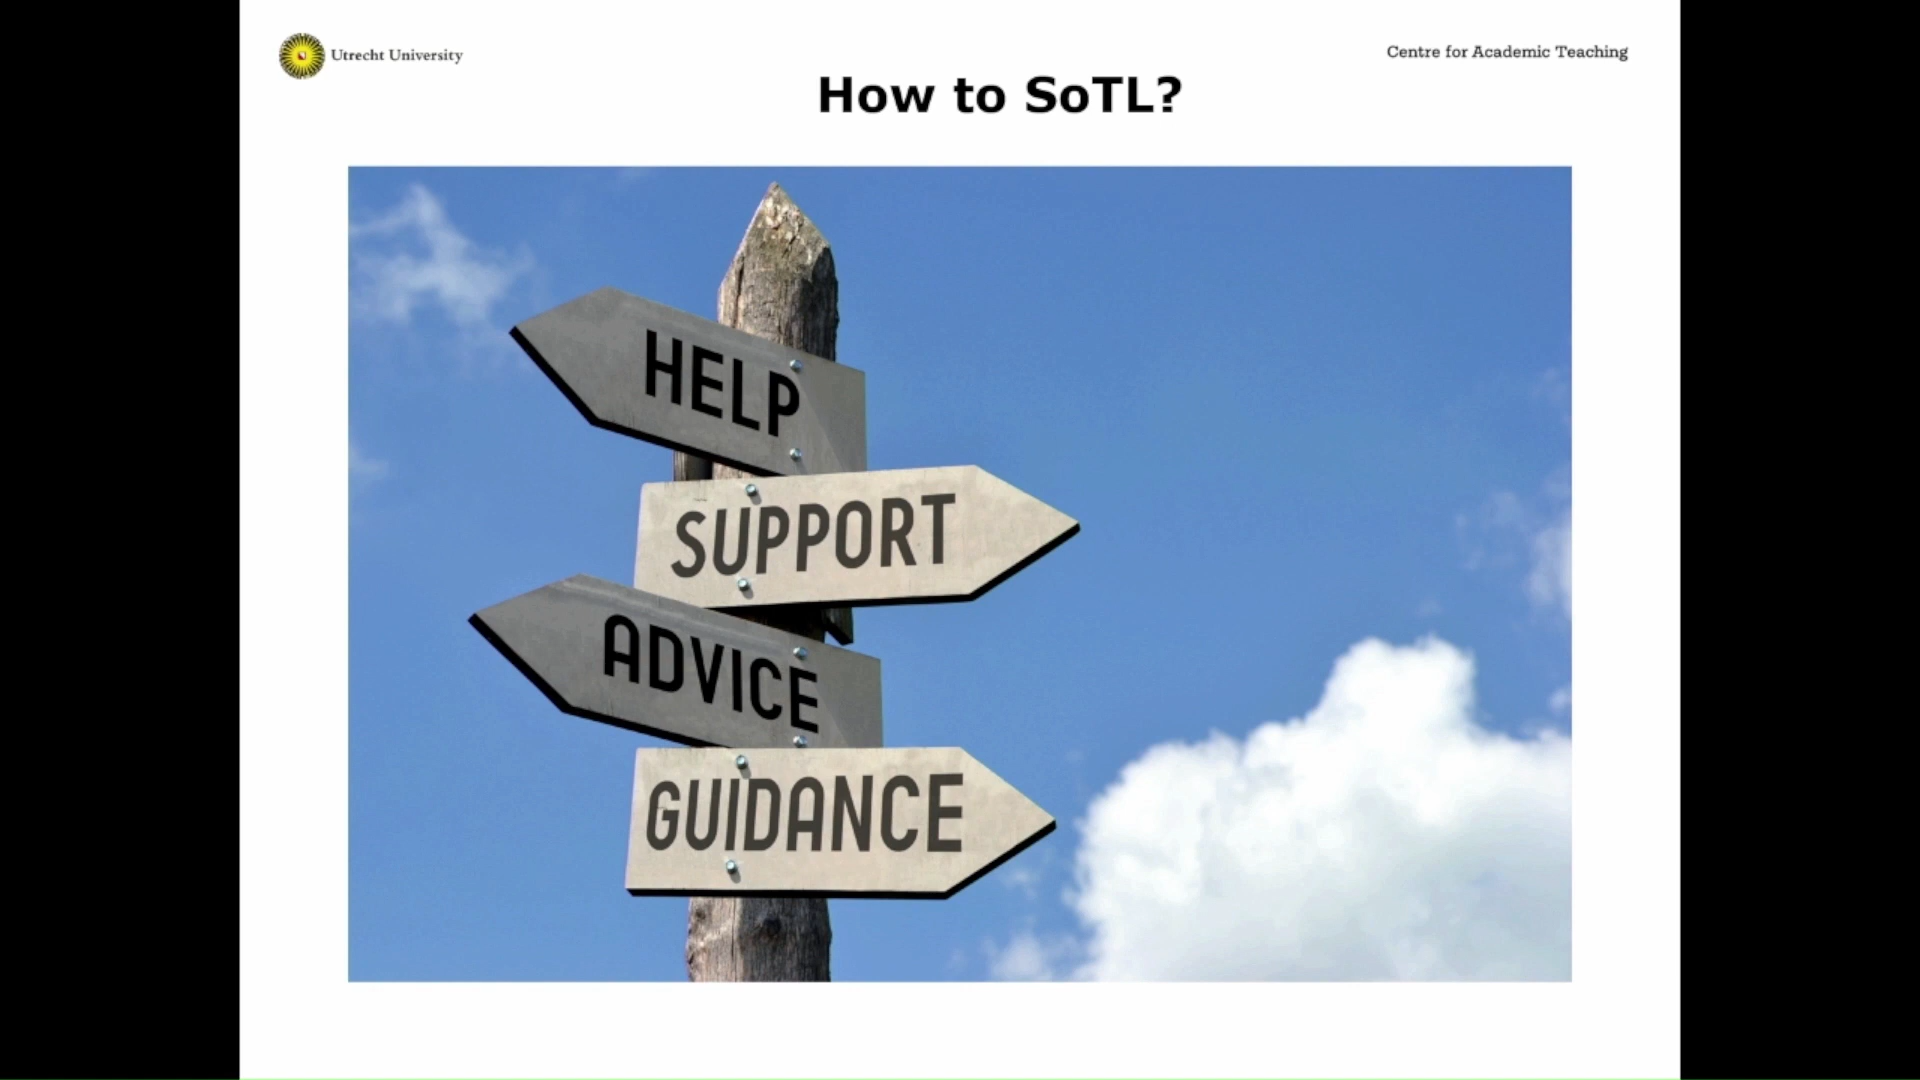 Utrecht University
Centre for Academic Teaching
How to SoTL?
HELP
SUPPORT
ADVICE
GUIDANCE